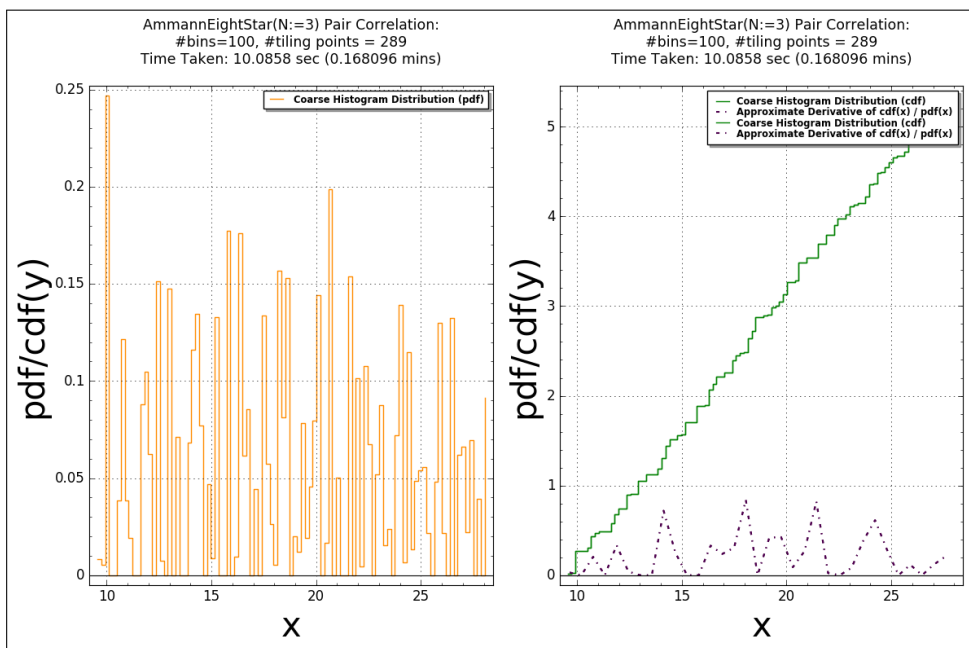 AmmannEightStar(N:=3) Pair Correlation:
#bins=100, #tiling points = 289
Time Taken: 10.0858 sec (0.168096 mins)
Coarse Histogram Distribution (pdf)
0.25
0.2
0.15
0.1
0.05
0
10
15
20
25
pdf/cdf(y)
x
AmmannEightStar(N:=3) Pair Correlation:
#bins=100, #tiling points = 289
Time Taken: 10.0858 sec (0.168096 mins)
Coarse Histogram Distribution (cdf)
Approximate Derivative of cdf(x) / pdf(x)
Coarse Histogram Distribution (cdf)
Approximate Derivative of cdf(x) / pdf(x)
5
4
3
2
1
0
10
15
20
25
pdf/cdf(y)
x